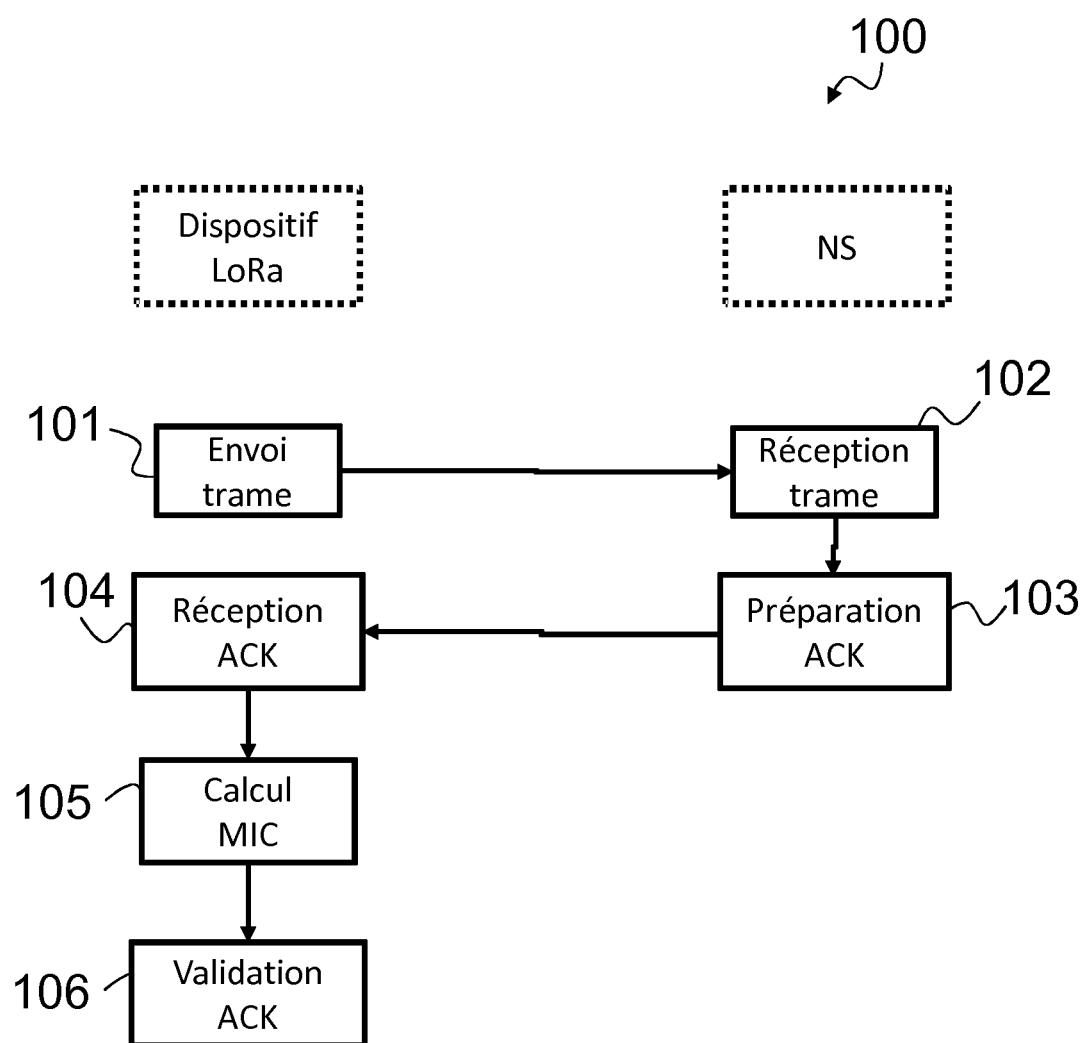 100
Dispositif
LoRa
NS
101
Envoi
trame
102
Réception
trame
104
Réception
ACK
Préparation
ACK
103
105
Calcul
MIC
106
Validation
ACK